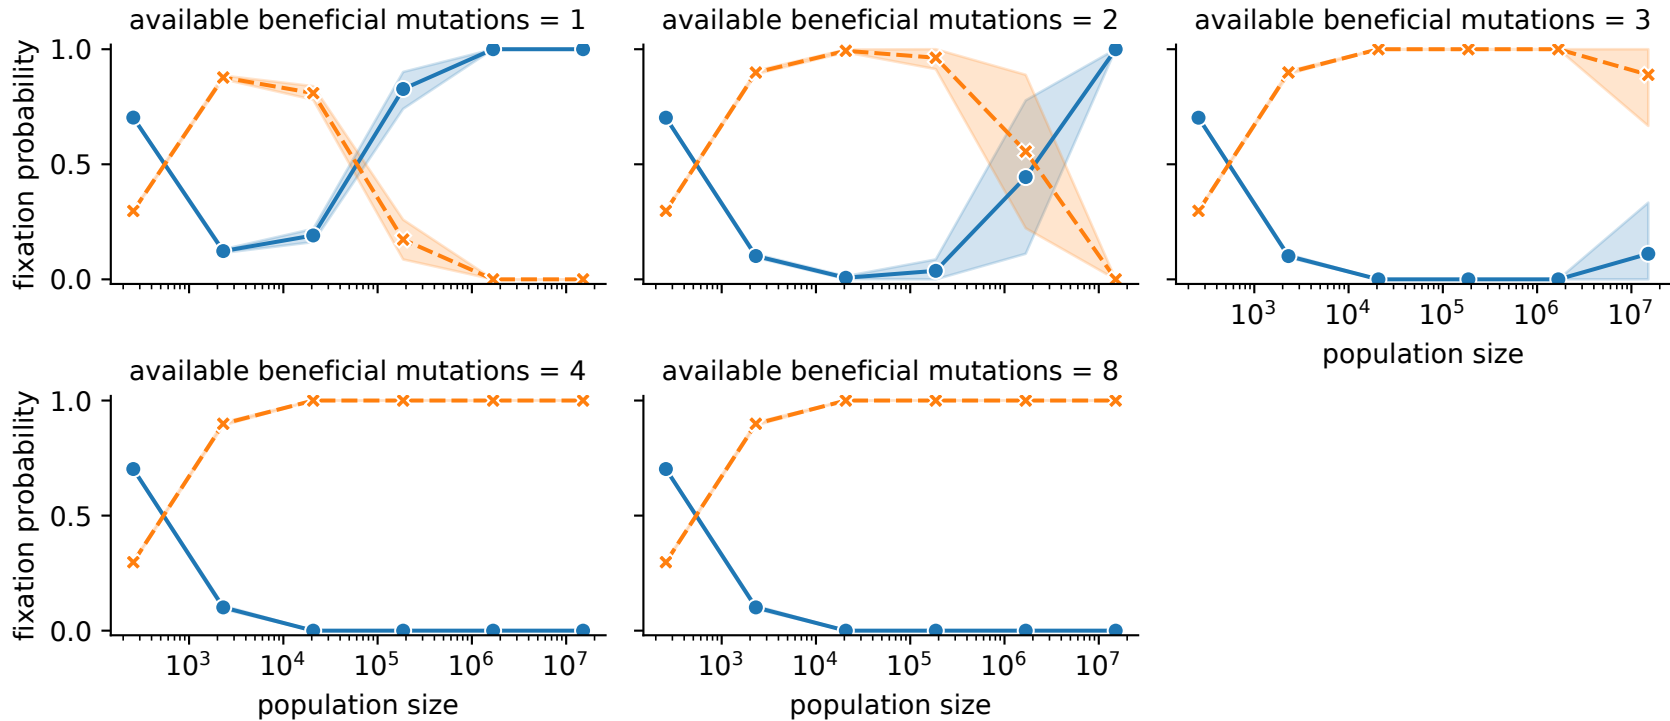 available beneficial mutations = 1
available beneficial mutations = 2
available beneficial mutations = 3
fixation probability
1.0
0.5
0.0
10³ 10⁴ 10⁵ 10⁶ 10⁷
population size
available beneficial mutations = 4
available beneficial mutations = 8
fixation probability
1.0
0.5
0.0
10³ 10⁴ 10⁵ 10⁶ 10⁷
population size
10³ 10⁴ 10⁵ 10⁶ 10⁷
population size